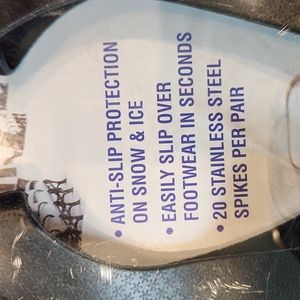 • ANTI-SLIP PROTECTION
ON SNOW & ICE
• EASILY SLIP OVER
FOOTWEAR IN SECONDS
• 20 STAINLESS STEEL
SPIKES PER PAIR